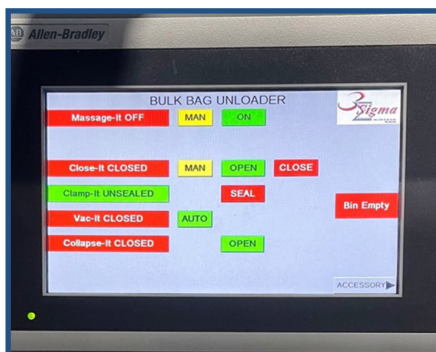 Allen-Bradley
BULK BAG UNLOADER
3 Sigma
Massage-It OFF MAN ON
Close-It CLOSED MAN OPEN CLOSE
Clamp-It UNSEALED SEAL
Bin Empty
Vac-It CLOSED AUTO
Collapse-It CLOSED OPEN
ACCESSORY